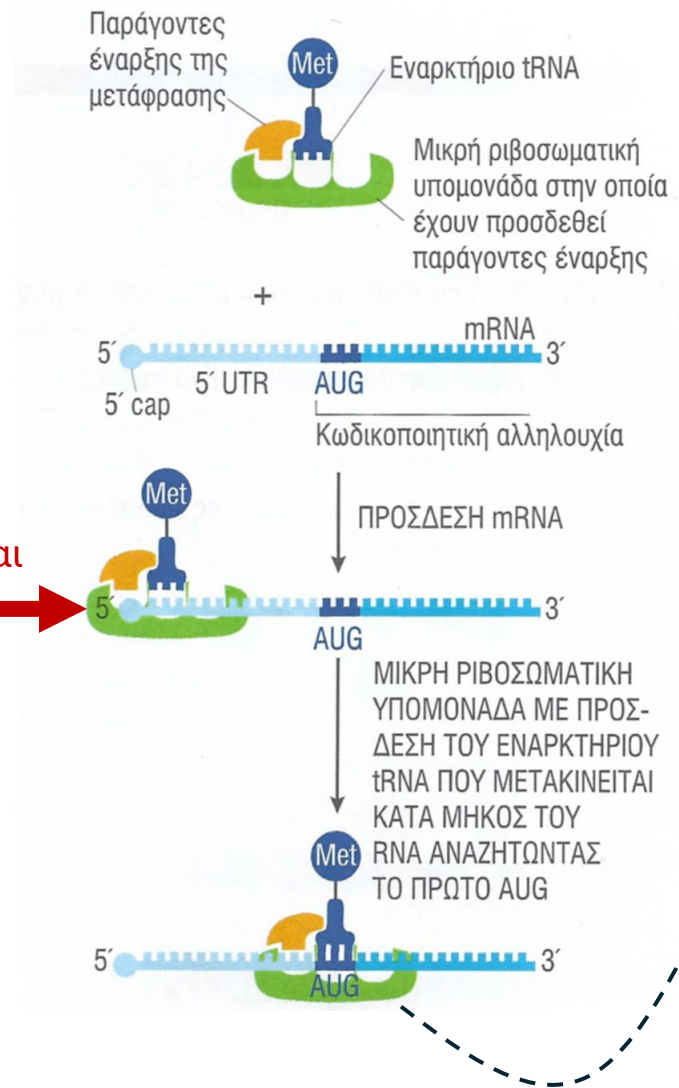 Παράγοντες
έναρξης της
μετάφρασης
Met
Εναρκτήριο tRNA
Μικρή ριβοσωματική
υπομονάδα στην οποία
έχουν προσδεθεί
παράγοντες έναρξης
+
mRNA
5´ 3´
5´ cap
5´ UTR
AUG
Κωδικοποιητική αλληλουχία
Met
ΠΡΟΣΔΕΣΗ mRNA
αι
5´ 3´
AUG
ΜΙΚΡΗ ΡΙΒΟΣΩΜΑΤΙΚΗ
ΥΠΟΜΟΝΑΔΑ ΜΕ ΠΡΟΣ-
ΔΕΣΗ ΤΟΥ ΕΝΑΡΚΤΗΡΙΟΥ
tRNA ΠΟΥ ΜΕΤΑΚΙΝΕΙΤΑΙ
ΚΑΤΑ ΜΗΚΟΣ ΤΟΥ
RNA ΑΝΑΖΗΤΩΝΤΑΣ
ΤΟ ΠΡΩΤΟ AUG
Met
5´ 3´
AUG